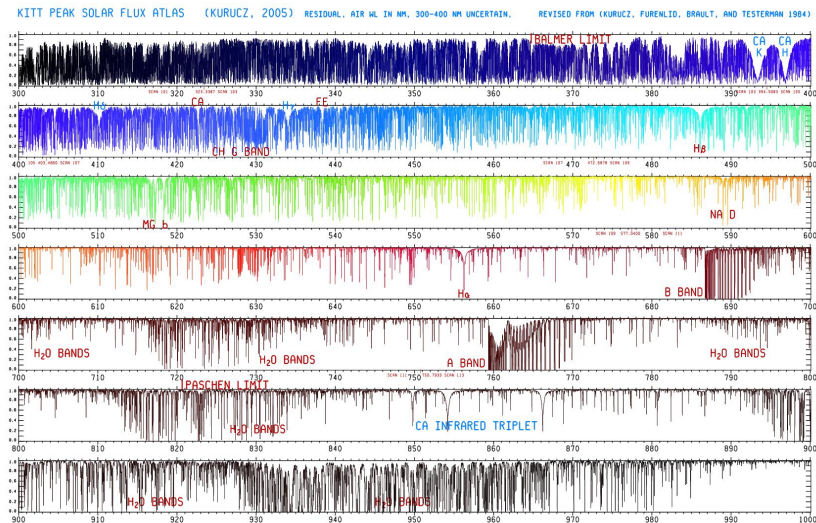 KITT PEAK SOLAR FLUX ATLAS (KURUCZ, 2005) RESIDUAL, AIR WL IN NM, 300-400 NM UNCERTAIN, REVISED FROM (KURUCZ, FURENLID, BRAULT, AND TESTERMAN 1984)
BALMER LIMIT CA K CA H
300 310 320 330 340 350 360 370 380 390 400
Hδ CA Hγ FE
CH G BAND Hβ
400 410 420 430 440 450 460 470 480 490 500
MG b NA D
500 510 520 530 540 550 560 570 580 590 600
Hα B BAND
600 610 620 630 640 650 660 670 680 690 700
H₂O BANDS H₂O BANDS A BAND H₂O BANDS
700 710 720 730 740 750 760 770 780 790 800
PASCHEN LIMIT
H₂O BANDS CA INFRARED TRIPLET
800 810 820 830 840 850 860 870 880 890 900
H₂O BANDS H₂O BANDS
900 910 920 930 940 950 960 970 980 990 1000